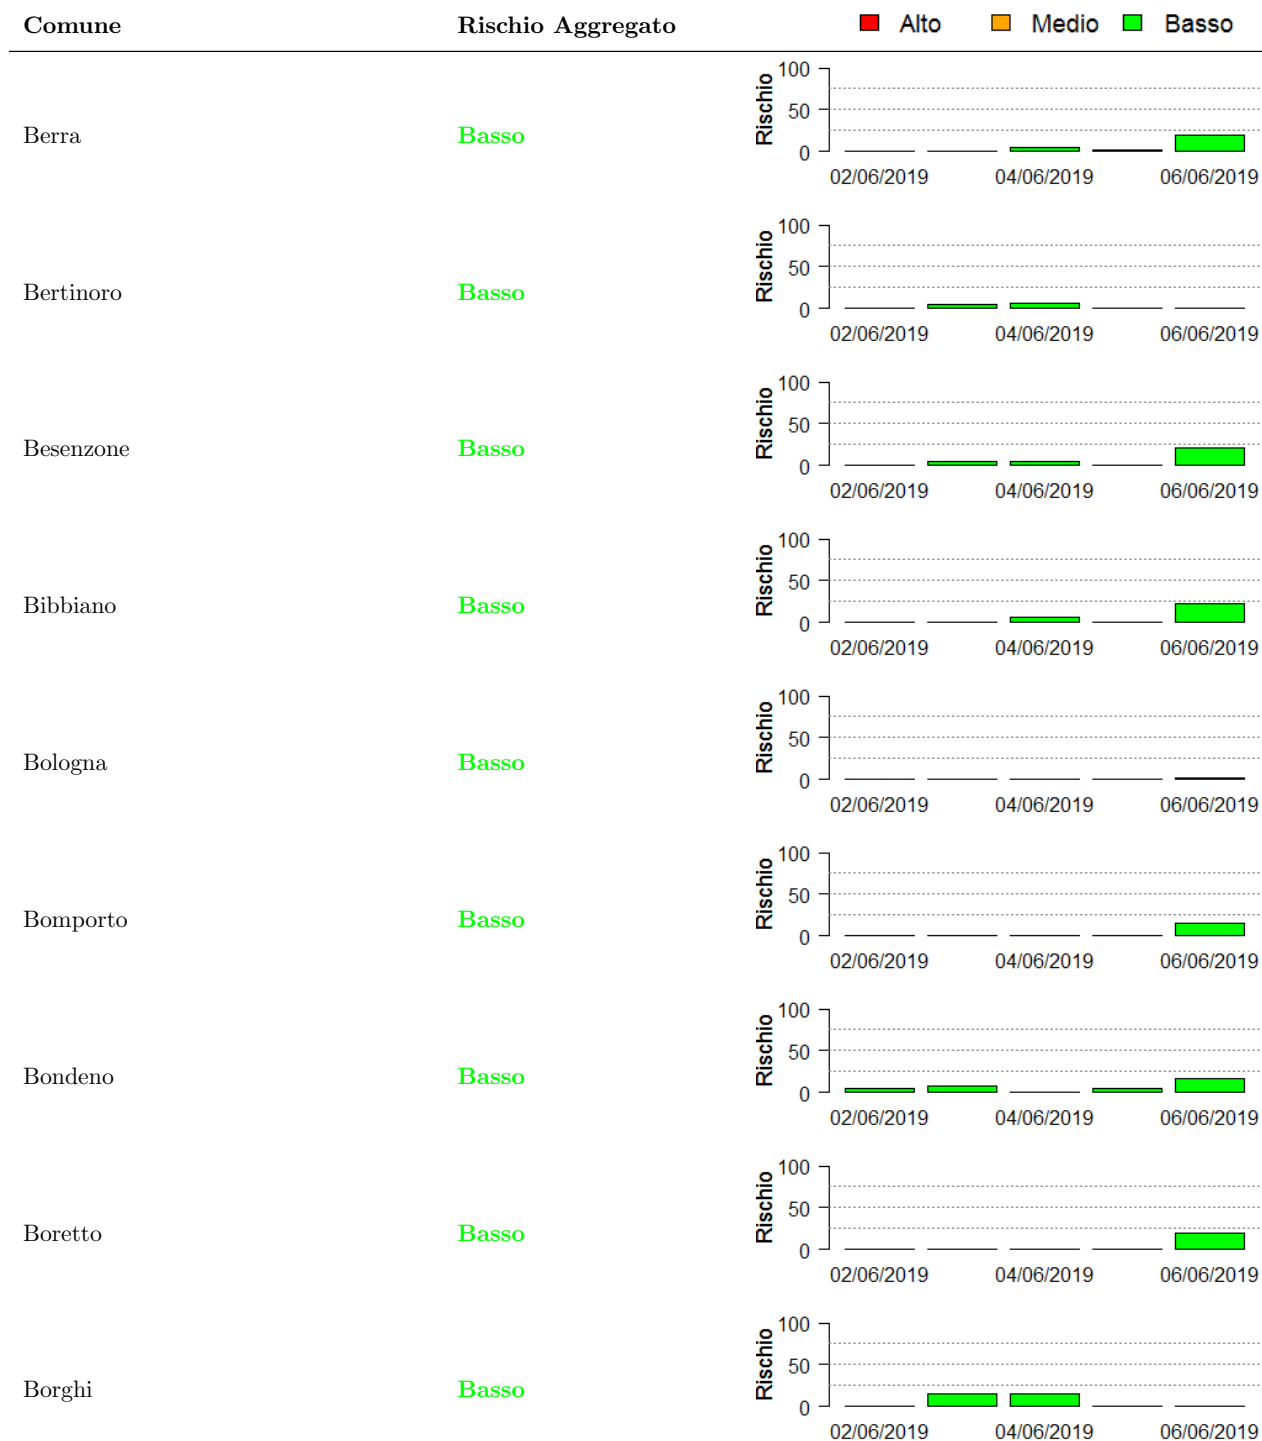 Comune Rischio Aggregato Alto Medio Basso
Berra Basso Rischio 100 50 0
02/06/2019 04/06/2019 06/06/2019
Bertinoro Basso Rischio 100 50 0
02/06/2019 04/06/2019 06/06/2019
Besenzone Basso Rischio 100 50 0
02/06/2019 04/06/2019 06/06/2019
Bibbiano Basso Rischio 100 50 0
02/06/2019 04/06/2019 06/06/2019
Bologna Basso Rischio 100 50 0
02/06/2019 04/06/2019 06/06/2019
Bomporto Basso Rischio 100 50 0
02/06/2019 04/06/2019 06/06/2019
Bondeno Basso Rischio 100 50 0
02/06/2019 04/06/2019 06/06/2019
Boretto Basso Rischio 100 50 0
02/06/2019 04/06/2019 06/06/2019
Borghi Basso Rischio 100 50 0
02/06/2019 04/06/2019 06/06/2019